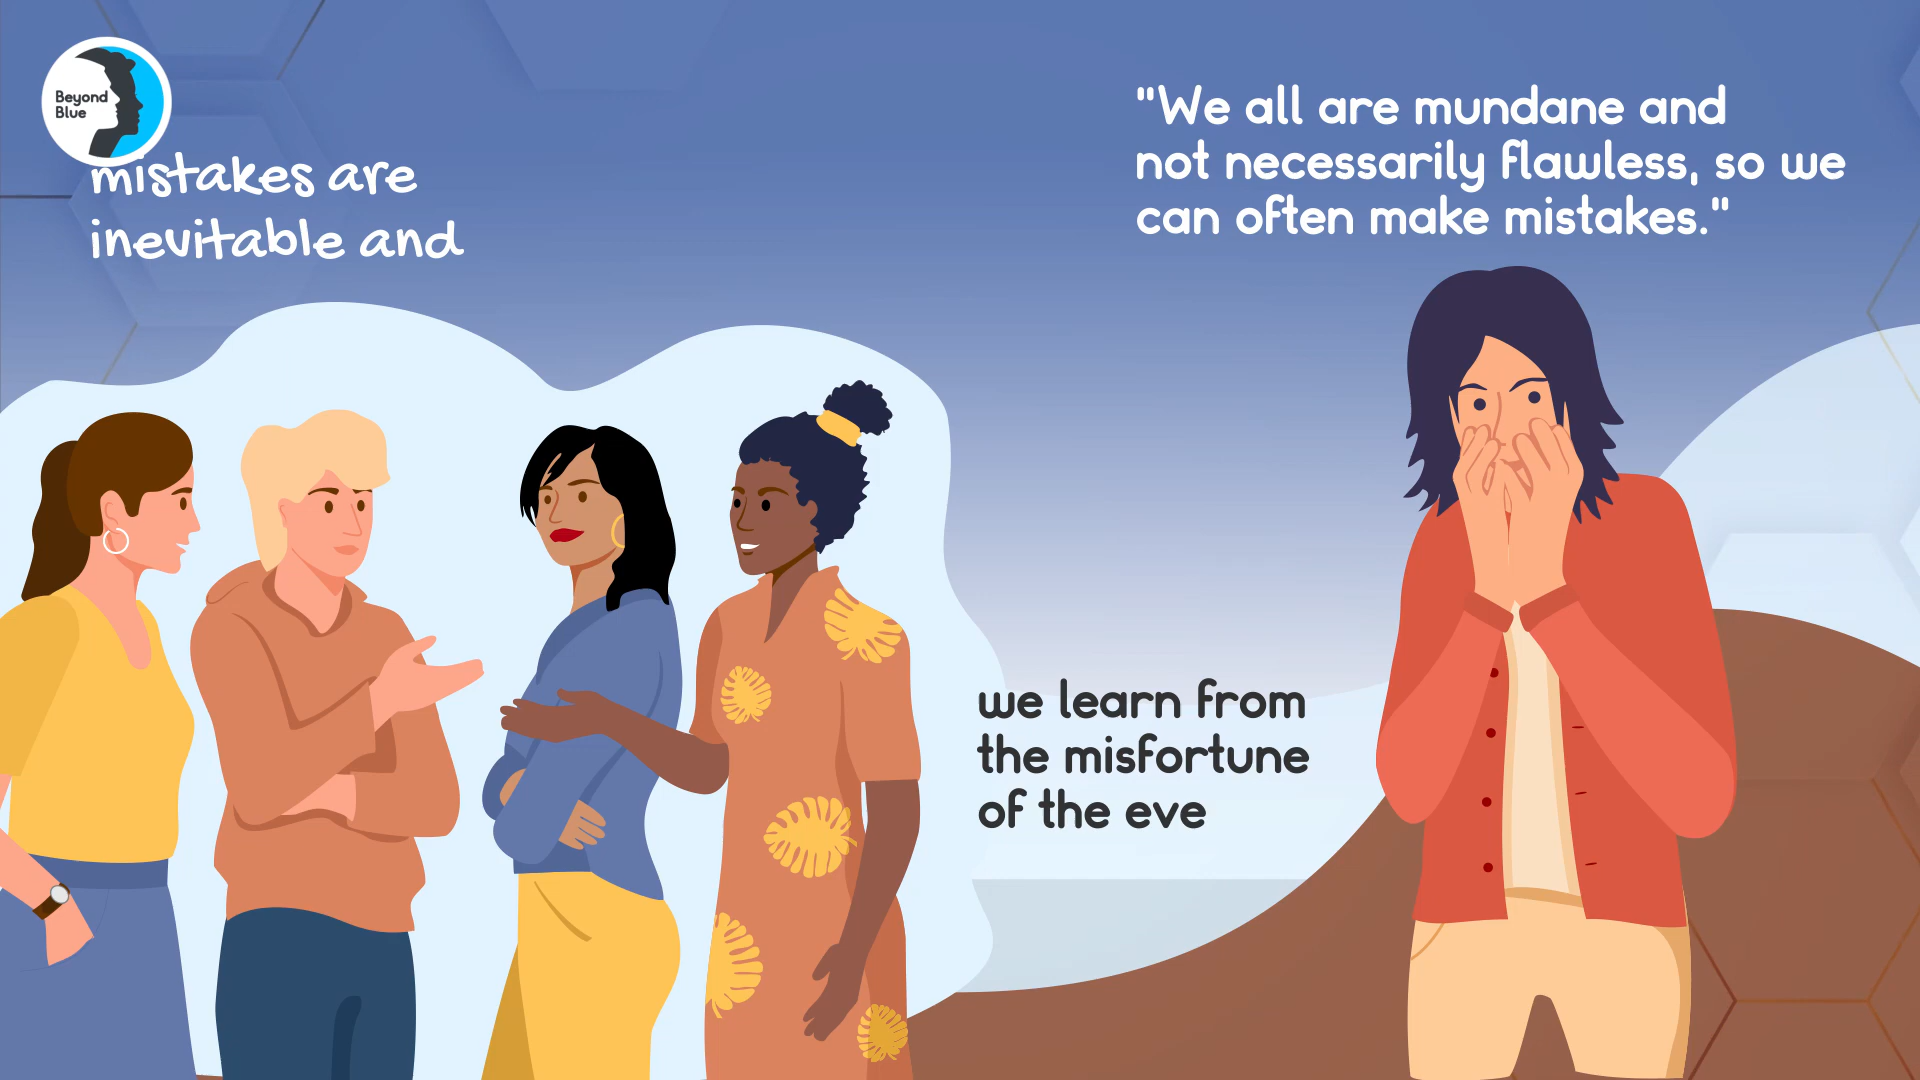 Beyond
Blue
mistakes are
inevitable and
"We all are mundane and
not necessarily flawless, so we
can often make mistakes."
we learn from
the misfortune
of the eve